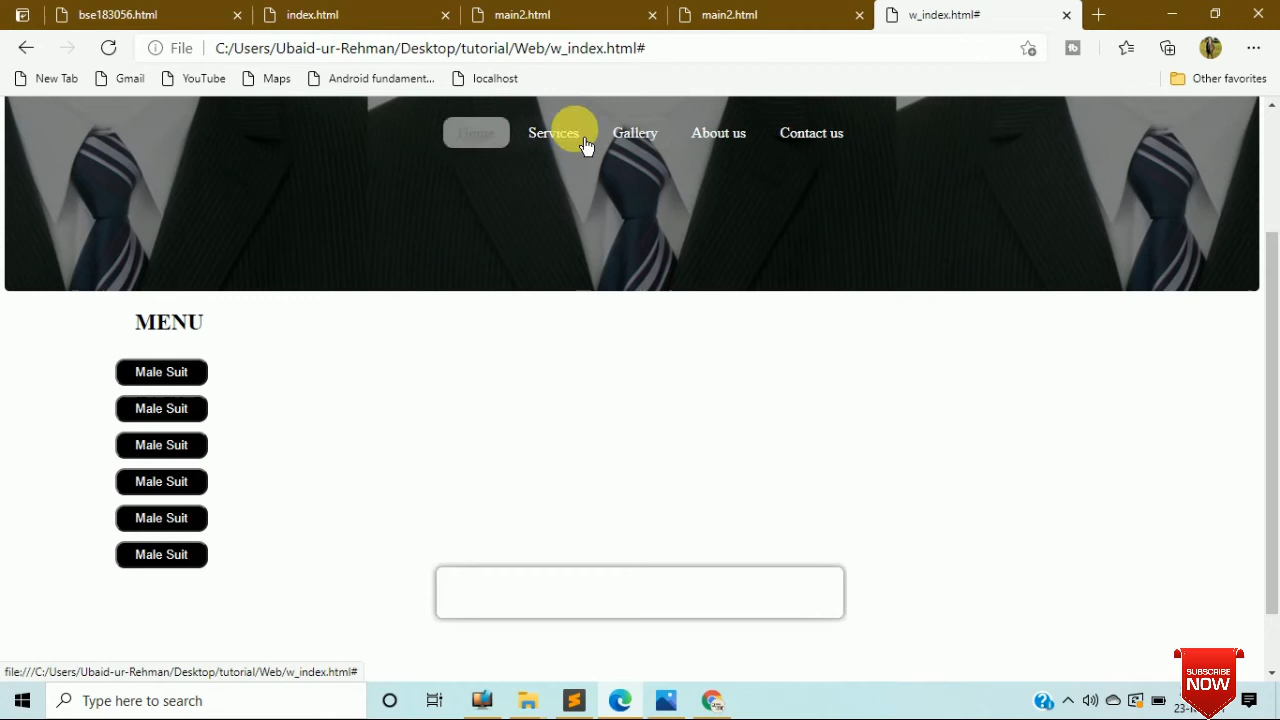 bse183056.html
index.html
main2.html
main2.html
w_index.html#
File
C:/Users/Ubaid-ur-Rehman/Desktop/tutorial/Web/w_index.html#
New Tab
Gmail
YouTube
Maps
Android fundament...
localhost
Other favorites
Home
Services
Gallery
About us
Contact us
MENU
Male Suit
Male Suit
Male Suit
Male Suit
Male Suit
Male Suit
file:///C:/Users/Ubaid-ur-Rehman/Desktop/tutorial/Web/w_index.html#
SUBSCRIBE
NOW
Type here to search